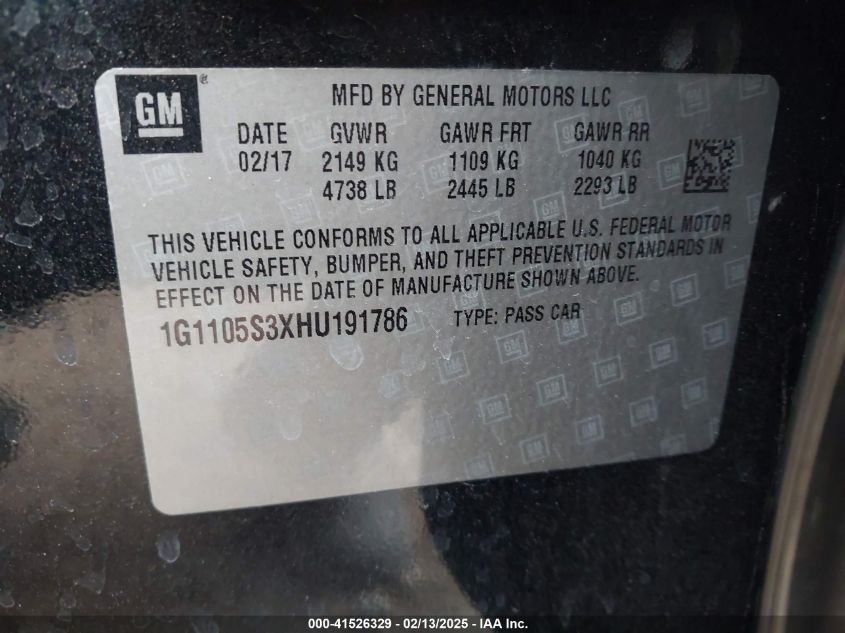 GM®
MFD BY GENERAL MOTORS LLC
DATE GVWR GAWR FRT GAWR RR
02/17 2149 KG 1109 KG 1040 KG
4738 LB 2445 LB 2293 LB
THIS VEHICLE CONFORMS TO ALL APPLICABLE U.S. FEDERAL MOTOR
VEHICLE SAFETY, BUMPER, AND THEFT PREVENTION STANDARDS IN
EFFECT ON THE DATE OF MANUFACTURE SHOWN ABOVE.
1G1105S3XHU191786 TYPE: PASS CAR
000-41526329 - 02/13/2025 - IAA Inc.